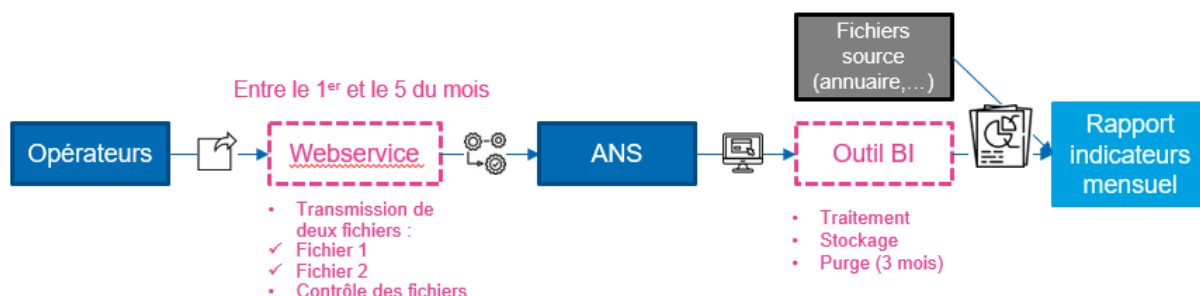 Fichiers
source
(annuaire,...)
Entre le 1er et le 5 du mois
Opérateurs
Webservice
ANS
Outil BI
Rapport
indicateurs
mensuel
• Transmission de
deux fichiers :
✓ Fichier 1
✓ Fichier 2
• Contrôle des fichiers
• Traitement
• Stockage
• Purge (3 mois)